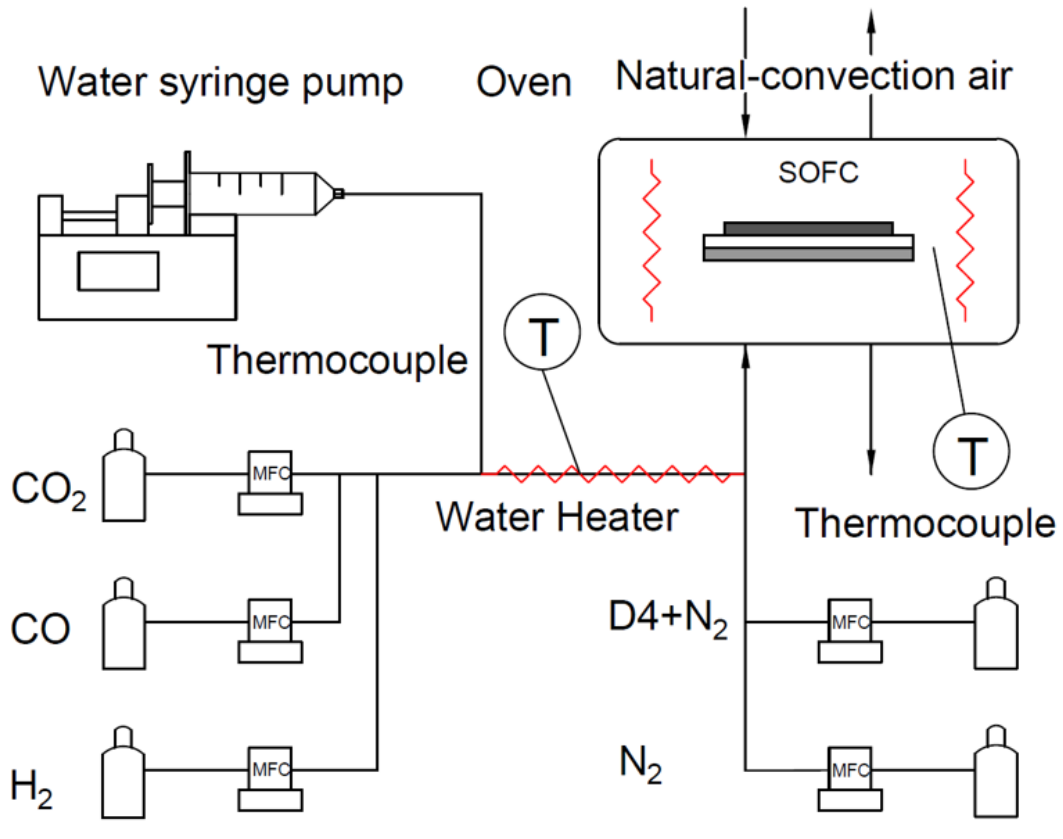 Water syringe pump
Oven
Natural-convection air
SOFC
T
Thermocouple
T
CO₂
MFC
Water Heater
Thermocouple
CO
MFC
D4+N₂
MFC
H₂
MFC
N₂
MFC